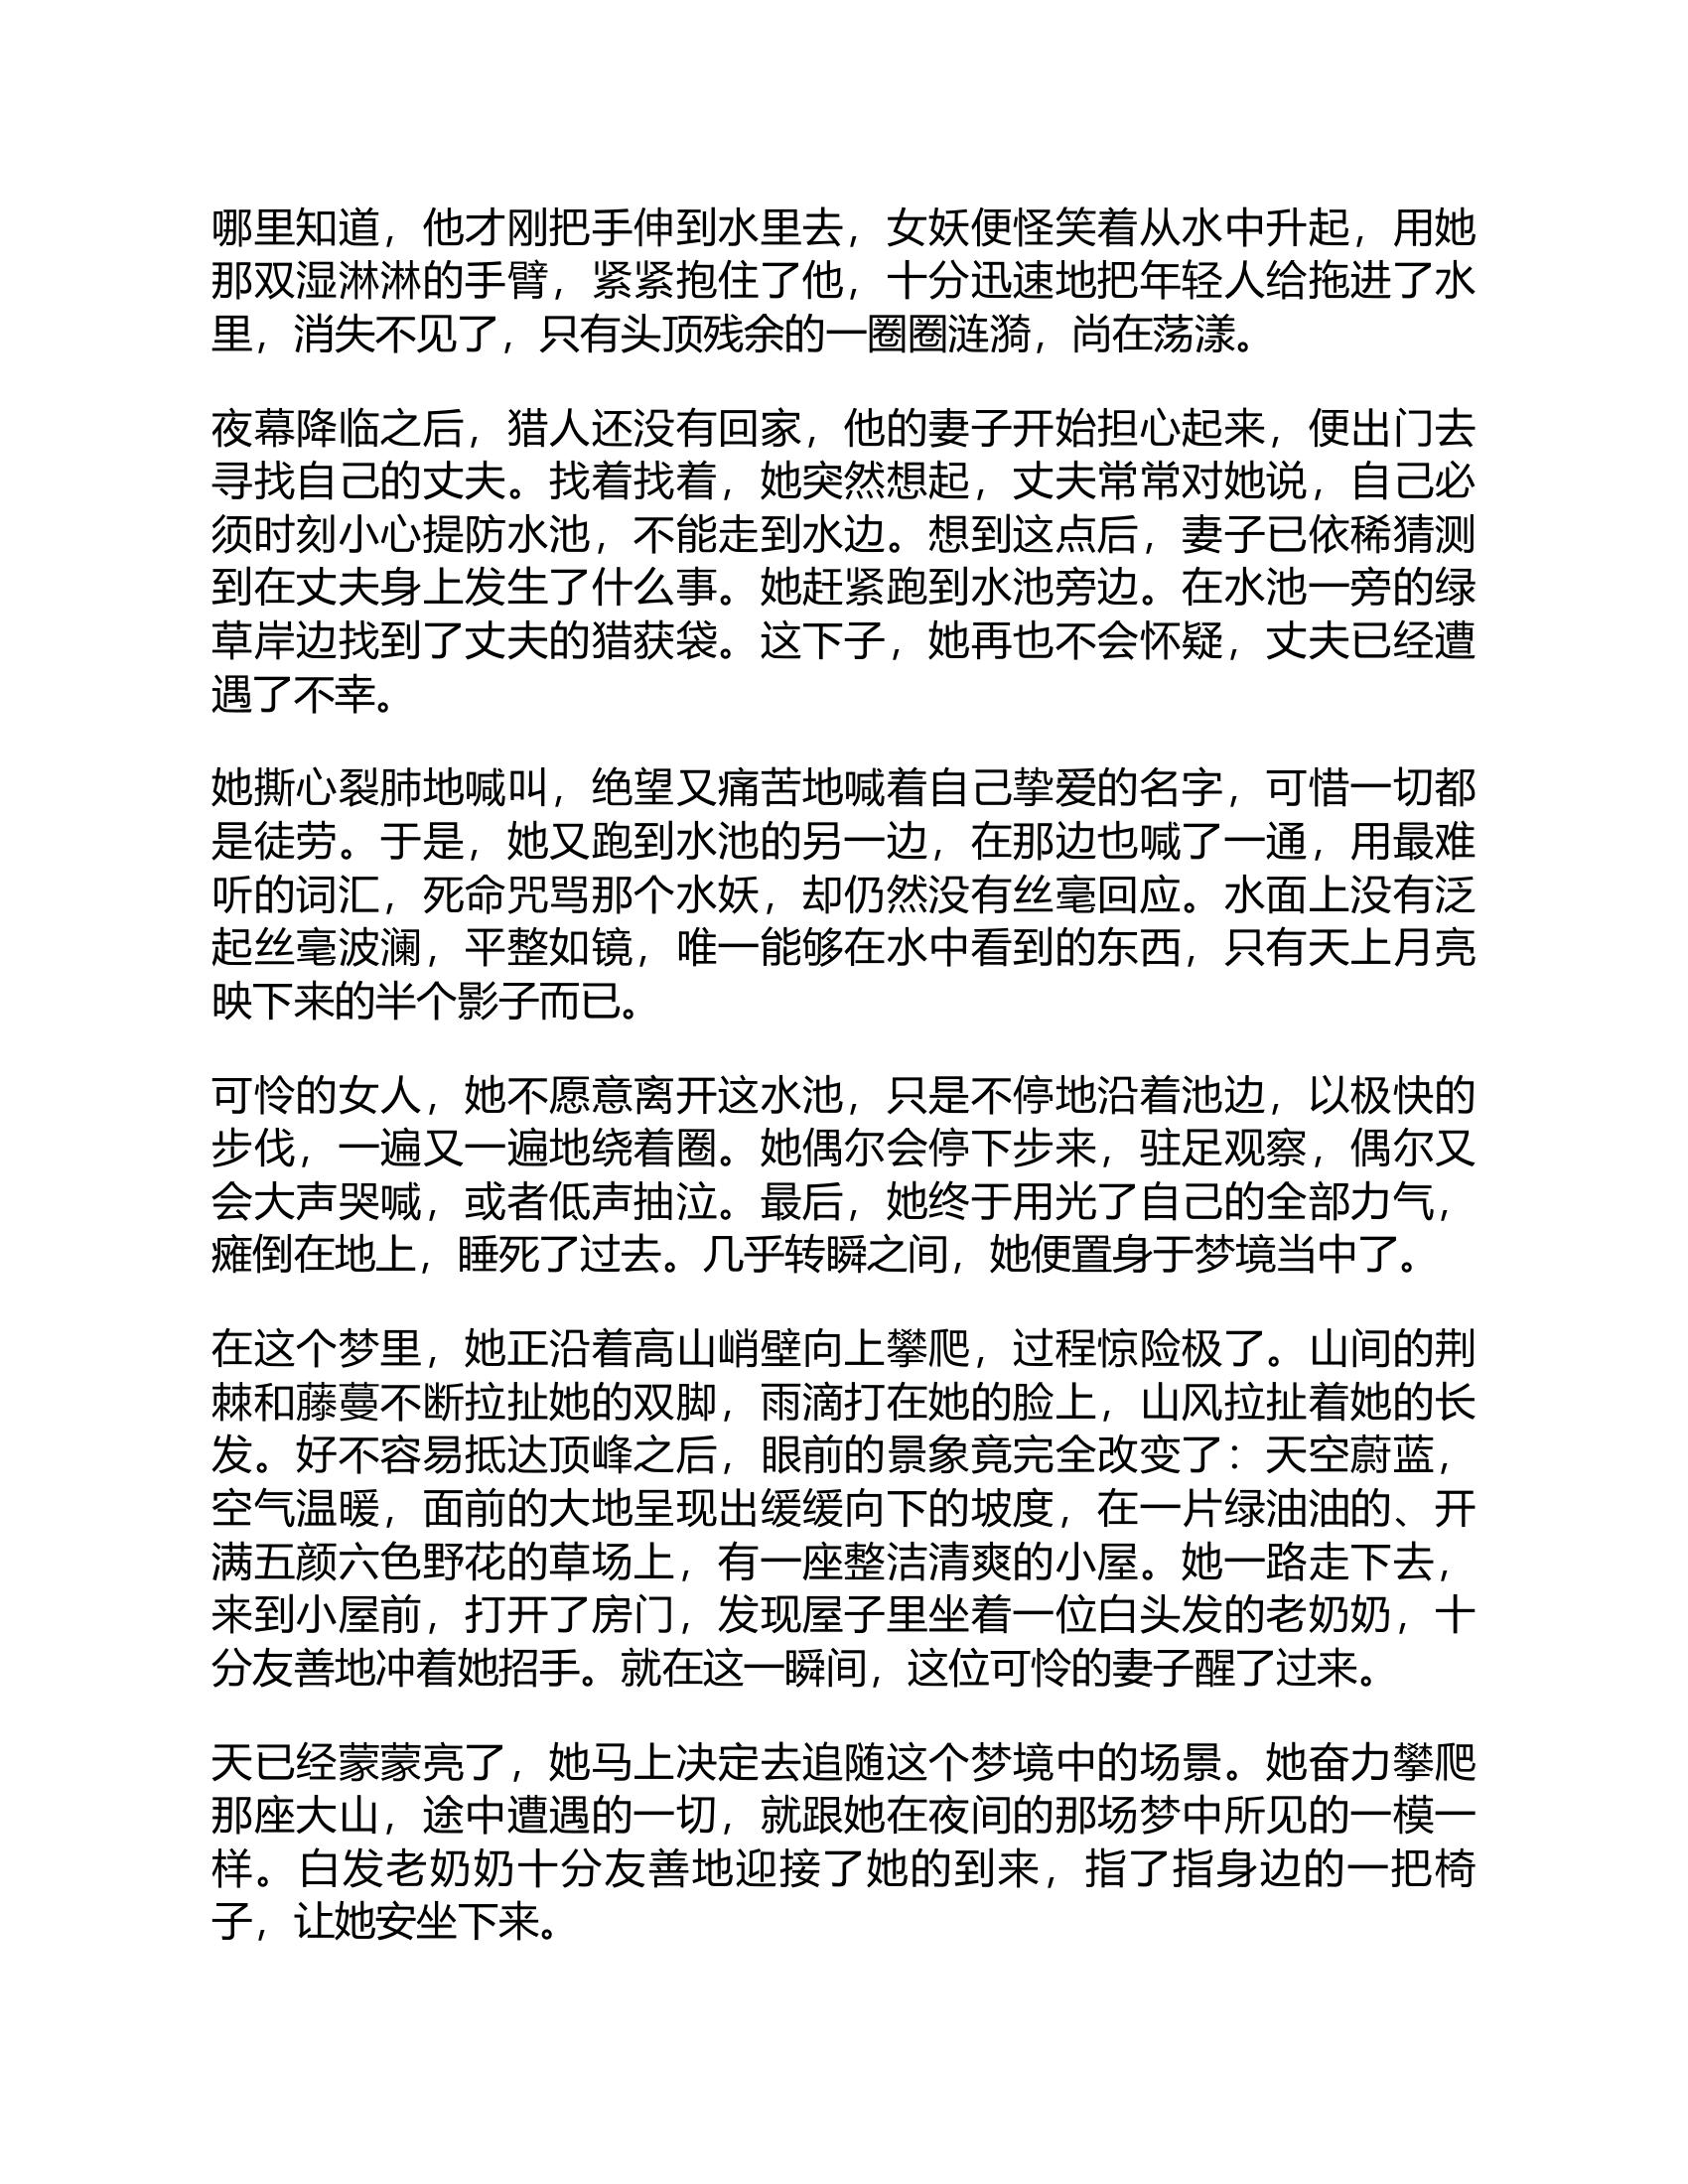 哪里知道，他才刚把手伸到水里去，女妖便怪笑着从水中升起，用她
那双湿淋淋的手臂，紧紧抱住了他，十分迅速地把年轻人给拖进了水
里，消失不见了，只有头顶残余的一圈圈涟漪，尚在荡漾。
夜幕降临之后，猎人还没有回家，他的妻子开始担心起来，便出门去
寻找自己的丈夫。找着找着，她突然想起，丈夫常常对她说，自己必
须时刻小心提防水池，不能走到水边。想到这点后，妻子已依稀猜测
到在丈夫身上发生了什么事。她赶紧跑到水池旁边。在水池一旁的绿
草岸边找到了丈夫的猎获袋。这下子，她再也不会怀疑，丈夫已经遭
遇了不幸。
她撕心裂肺地喊叫，绝望又痛苦地喊着自己挚爱的名字，可惜一切都
是徒劳。于是，她又跑到水池的另一边，在那边也喊了一通，用最难
听的词汇，死命咒骂那个水妖，却仍然没有丝毫回应。水面上没有泛
起丝毫波澜，平整如镜，唯一能够在水中看到的东西，只有天上月亮
映下来的半个影子而已。
可怜的女人，她不愿意离开这水池，只是不停地沿着池边，以极快的
步伐，一遍又一遍地绕着圈。她偶尔会停下步来，驻足观察，偶尔又
会大声哭喊，或者低声抽泣。最后，她终于用光了自己的全部力气，
瘫倒在地上，睡死了过去。几乎转瞬之间，她便置身于梦境当中了。
在这个梦里，她正沿着高山峭壁向上攀爬，过程惊险极了。山间的荆
棘和藤蔓不断拉扯她的双脚，雨滴打在她的脸上，山风拉扯着她的长
发。好不容易抵达顶峰之后，眼前的景象竟完全改变了：天空蔚蓝，
空气温暖，面前的大地呈现出缓缓向下的坡度，在一片绿油油的、开
满五颜六色野花的草场上，有一座整洁清爽的小屋。她一路走下去，
来到小屋前，打开了房门，发现屋子里坐着一位白头发的老奶奶，十
分友善地冲着她招手。就在这一瞬间，这位可怜的妻子醒了过来。
天已经蒙蒙亮了，她马上决定去追随这个梦境中的场景。她奋力攀爬
那座大山，途中遭遇的一切，就跟她在夜间的那场梦中所见的一模一
样。白发老奶奶十分友善地迎接了她的到来，指了指身边的一把椅
子，让她安坐下来。